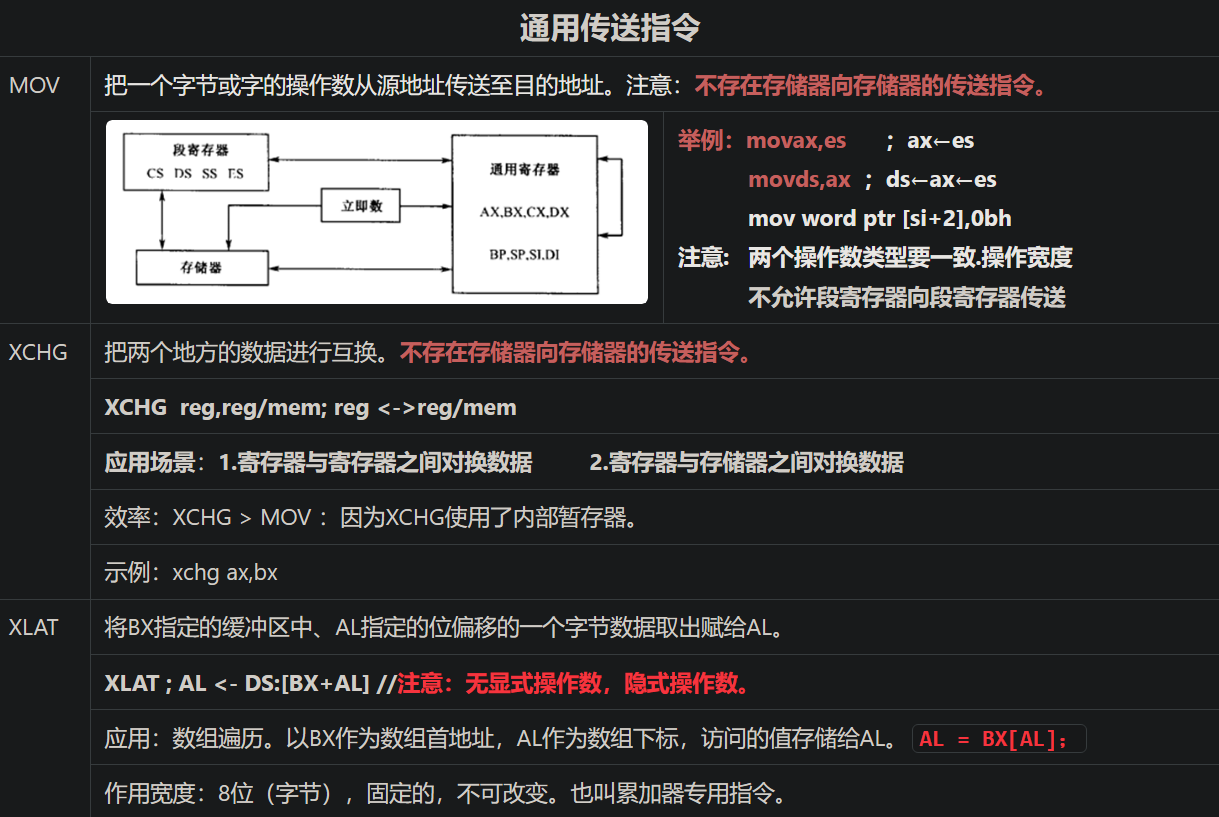 通用传送指令
MOV
把一个字节或字的操作数从源地址传送至目的地址。注意：不存在存储器向存储器的传送指令。
段寄存器
CS DS SS ES
通用寄存器
立即数
AX,BX,CX,DX
BP,SP,SI,DI
存储器
举例：movax,es ；ax←es
movds,ax ；ds←ax←es
mov word ptr [si+2],0bh
注意: 两个操作数类型要一致.操作宽度
不允许段寄存器向段寄存器传送
XCHG
把两个地方的数据进行互换。不存在存储器向存储器的传送指令。
XCHG reg,reg/mem; reg <->reg/mem
应用场景：1.寄存器与寄存器之间对换数据 2.寄存器与存储器之间对换数据
效率：XCHG > MOV ：因为XCHG使用了内部暂存器。
示例：xchg ax,bx
XLAT
将BX指定的缓冲区中、AL指定的位偏移的一个字节数据取出赋给AL。
XLAT ; AL <- DS:[BX+AL] //注意：无显式操作数，隐式操作数。
应用：数组遍历。以BX作为数组首地址，AL作为数组下标，访问的值存储给AL。 AL = BX[AL];
作用宽度：8位（字节），固定的，不可改变。也叫累加器专用指令。